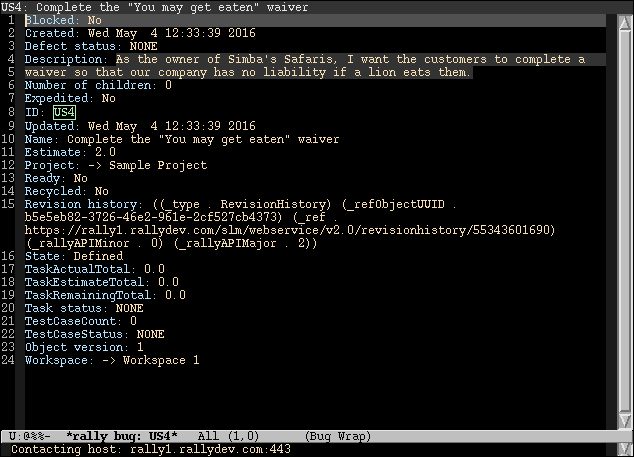 US4: Complete the "You may get eaten" waiver
1 Blocked: No
2 Created: Wed May  4 12:33:39 2016
3 Defect status: NONE
4 Description: As the owner of Simba's Safaris, I want the customers to complete a
5 waiver so that our company has no liability if a lion eats them.
6 Number of children: 0
7 Expedited: No
8 ID: US4
9 Updated: Wed May  4 12:33:39 2016
10 Name: Complete the "You may get eaten" waiver
11 Estimate: 2.0
12 Project: -> Sample Project
13 Ready: No
14 Recycled: No
15 Revision history: ((_type . RevisionHistory) (_refObjectUUID .
b5e5eb82-3726-46e2-961e-2cf527cb4373) (_ref .
https://rally1.rallydev.com/slm/webservice/v2.0/revisionhistory/55343601690)
(_rallyAPIMinor . 0) (_rallyAPIMajor . 2))
16 State: Defined
17 TaskActualTotal: 0.0
18 TaskEstimateTotal: 0.0
19 TaskRemainingTotal: 0.0
20 Task status: NONE
21 TestCaseCount: 0
22 TestCaseStatus: NONE
23 Object version: 1
24 Workspace: -> Workspace 1
U:@%%-  *rally bug: US4*   All (1,0)      (Bug Wrap)
Contacting host: rally1.rallydev.com:443